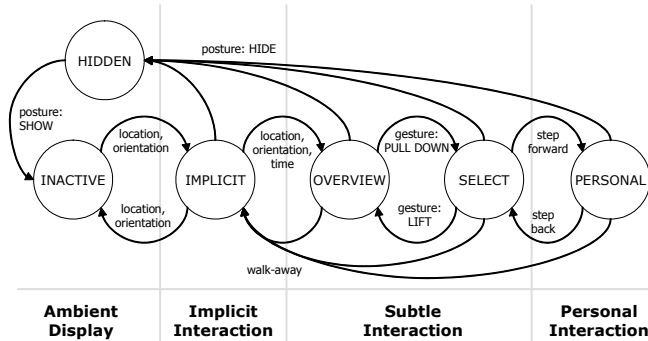 posture: HIDE
HIDDEN
posture:
SHOW
location,
orientation
location,
orientation,
time
gesture:
PULL DOWN
step
forward
INACTIVE
IMPLICIT
OVERVIEW
SELECT
PERSONAL
location,
orientation
gesture:
LIFT
step
back
walk-away
Ambient
Display
Implicit
Interaction
Subtle
Interaction
Personal
Interaction